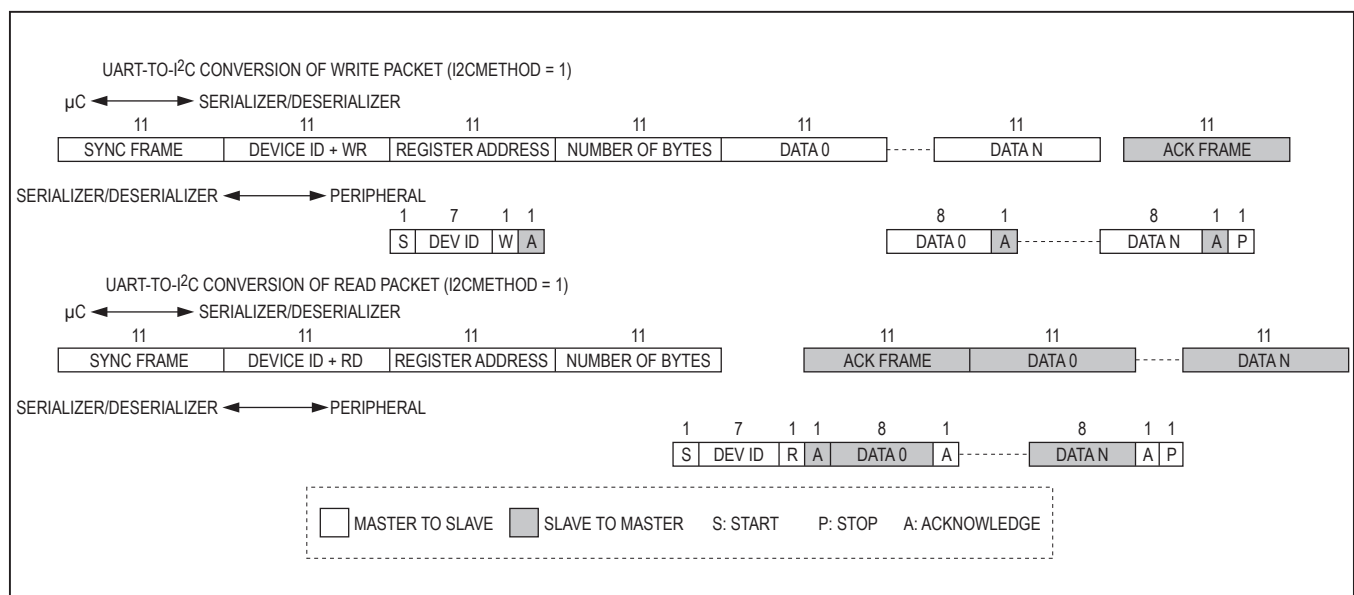 UART-TO-I2C CONVERSION OF WRITE PACKET (I2CMETHOD = 1)
µC SERIALIZER/DESERIALIZER
11 11 11 11 11 11 11
SYNC FRAME DEVICE ID + WR REGISTER ADDRESS NUMBER OF BYTES DATA 0 DATA N ACK FRAME
SERIALIZER/DESERIALIZER PERIPHERAL
1 7 1 1 8 1 8 1 1
S DEV ID W A DATA 0 A DATA N A P
UART-TO-I2C CONVERSION OF READ PACKET (I2CMETHOD = 1)
µC SERIALIZER/DESERIALIZER
11 11 11 11 11 11 11
SYNC FRAME DEVICE ID + RD REGISTER ADDRESS NUMBER OF BYTES ACK FRAME DATA 0 DATA N
SERIALIZER/DESERIALIZER PERIPHERAL
1 7 1 1 8 1 8 1 1
S DEV ID R A DATA 0 A DATA N A P
MASTER TO SLAVE SLAVE TO MASTER S: START P: STOP A: ACKNOWLEDGE